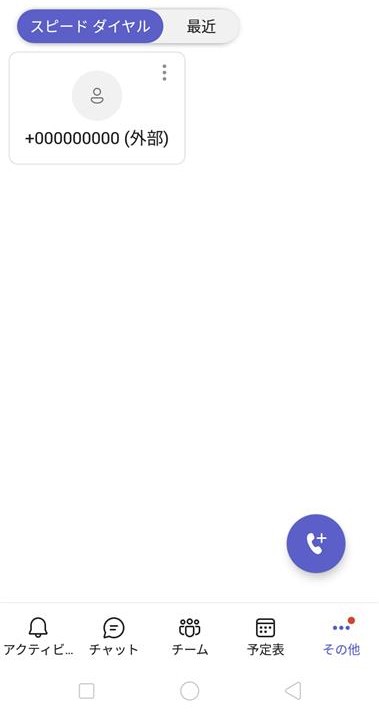 スピード ダイヤル 最近
+000000000 (外部)
アクティビ... チャット チーム 予定表 その他